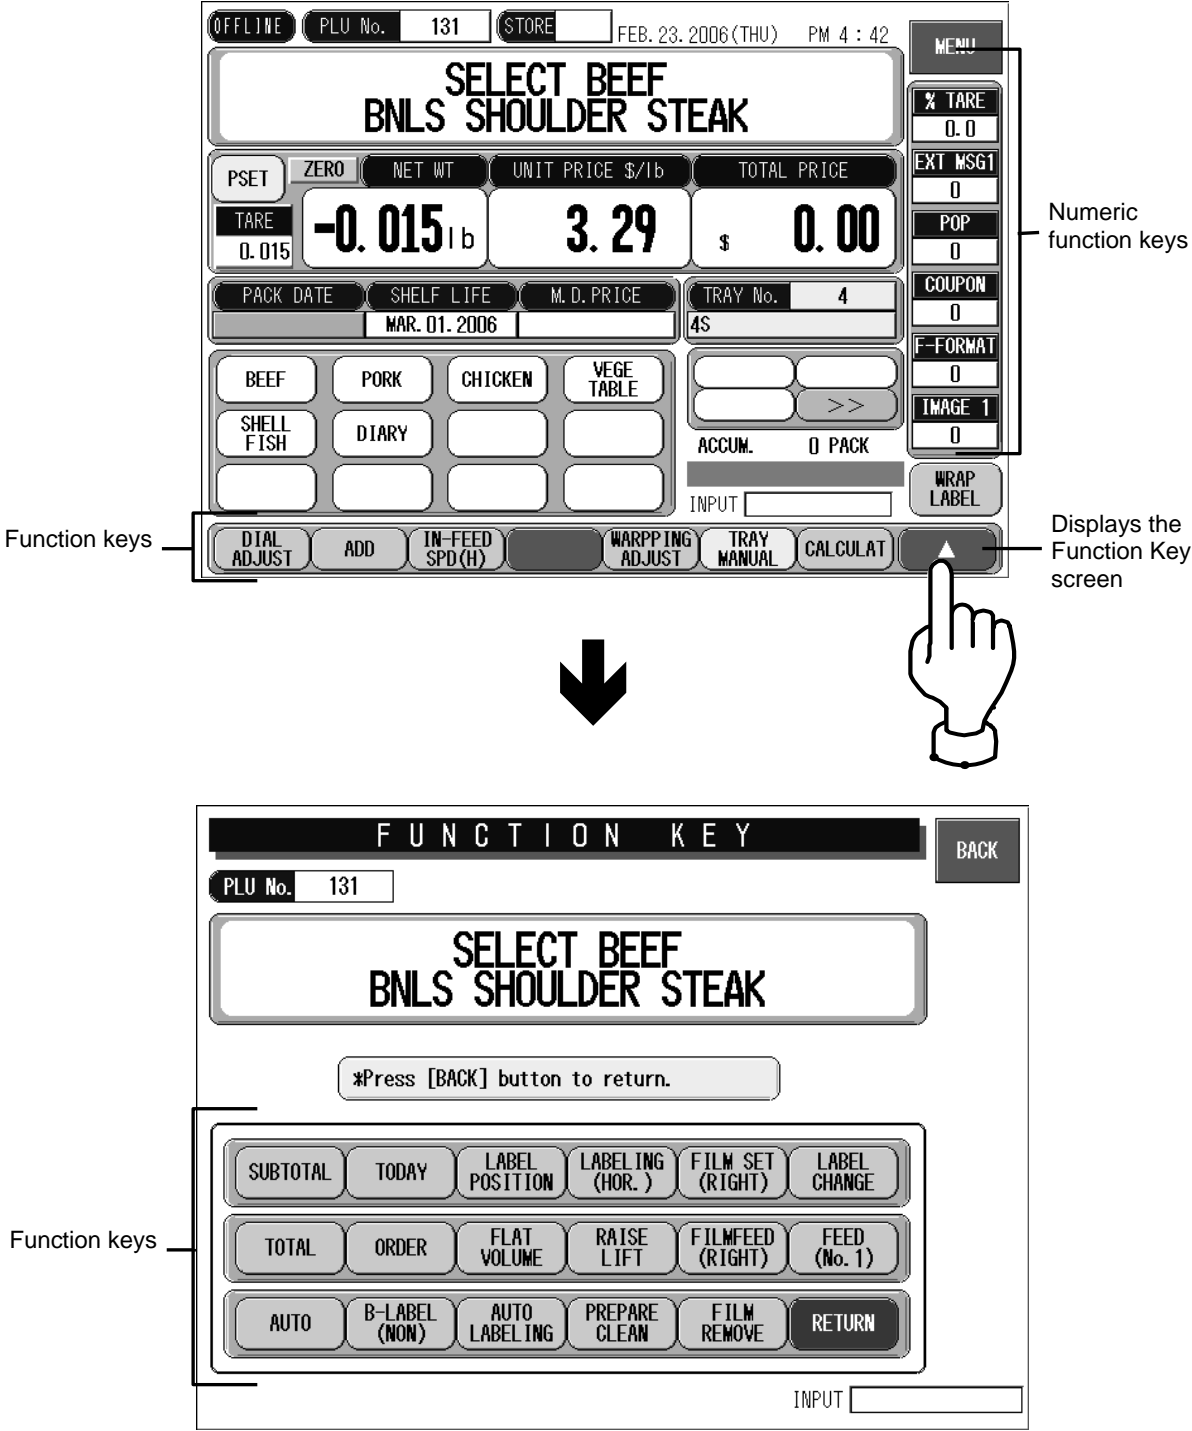 OFFLINE PLU No. 131 STORE FEB. 23. 2006(THU) PM 4 : 42 MENU
SELECT BEEF
BNLS SHOULDER STEAK
% TARE
0.0
EXT MSG1
0
POP
0
COUPON
0
F-FORMAT
0
IMAGE 1
0
Numeric
function keys
PSET ZERO NET WT UNIT PRICE $/lb TOTAL PRICE
TARE
0.015
-0.015lb 3.29 $ 0.00
PACK DATE SHELF LIFE M.D.PRICE TRAY No. 4
MAR. 01. 2006 4S
BEEF PORK CHICKEN VEGE
TABLE
>>
SHELL
FISH
DIARY
ACCUM. 0 PACK
INPUT
WRAP
LABEL
Function keys
DIAL
ADJUST
ADD
IN-FEED
SPD(H)
WARPPING
ADJUST
TRAY
MANUAL
CALCULAT
△
Displays the
Function Key
screen
FUNCTION KEY
BACK
PLU No. 131
SELECT BEEF
BNLS SHOULDER STEAK
*Press [BACK] button to return.
Function keys
SUBTOTAL
TODAY
LABEL
POSITION
LABELING
(HOR. )
FILM SET
(RIGHT)
LABEL
CHANGE
TOTAL
ORDER
FLAT
VOLUME
RAISE
LIFT
FILMFEED
(RIGHT)
FEED
(No. 1)
AUTO
B-LABEL
(NON)
AUTO
LABELING
PREPARE
CLEAN
FILM
REMOVE
RETURN
INPUT